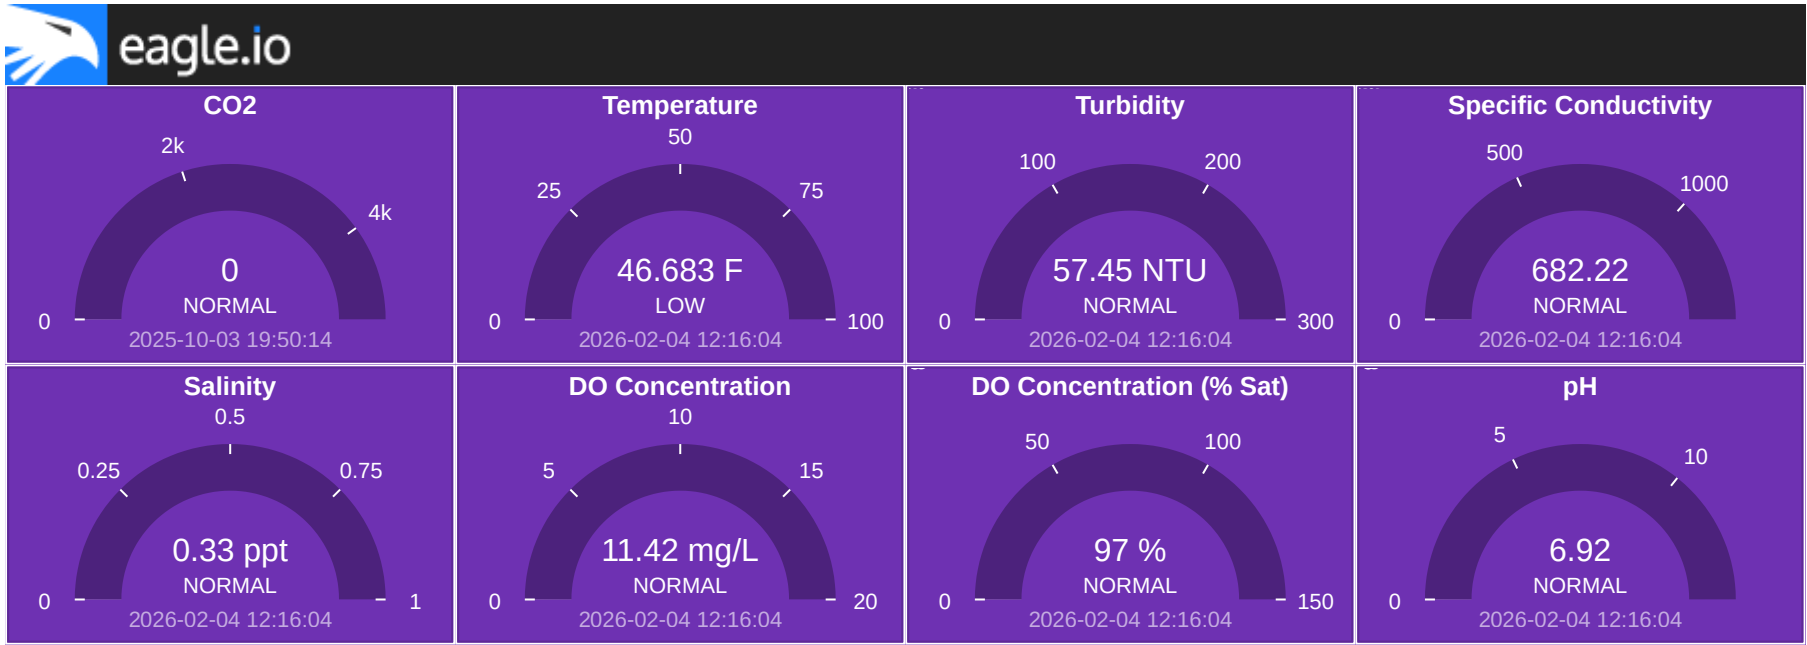 eagle.io
CO2
2k
4k
0
0
NORMAL
2025-10-03 19:50:14
Temperature
50
25
75
46.683 F
LOW
0
100
2026-02-04 12:16:04
Turbidity
100
200
57.45 NTU
NORMAL
0
300
2026-02-04 12:16:04
Specific Conductivity
500
1000
682.22
NORMAL
0
2026-02-04 12:16:04
Salinity
0.5
0.25
0.75
0.33 ppt
NORMAL
0
1
2026-02-04 12:16:04
DO Concentration
10
5
15
11.42 mg/L
NORMAL
0
20
2026-02-04 12:16:04
DO Concentration (% Sat)
50
100
97 %
NORMAL
0
150
2026-02-04 12:16:04
pH
5
10
6.92
NORMAL
0
2026-02-04 12:16:04